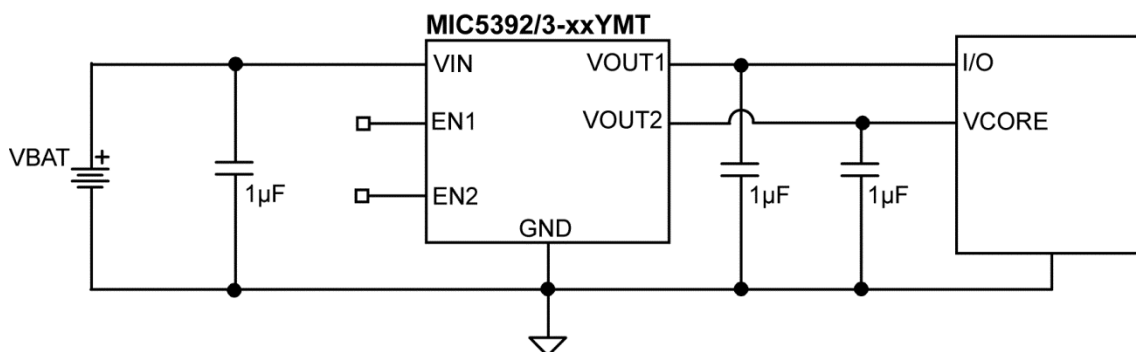 MIC5392/3-xxYMT
VIN
VOUT1
I/O
EN1
VOUT2
VCORE
VBAT
+
1µF
1µF
1µF
EN2
GND